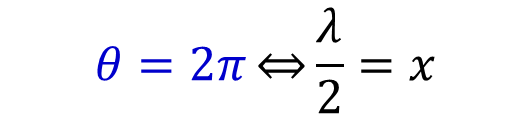 θ = 2π ⇔ λ/2 = x